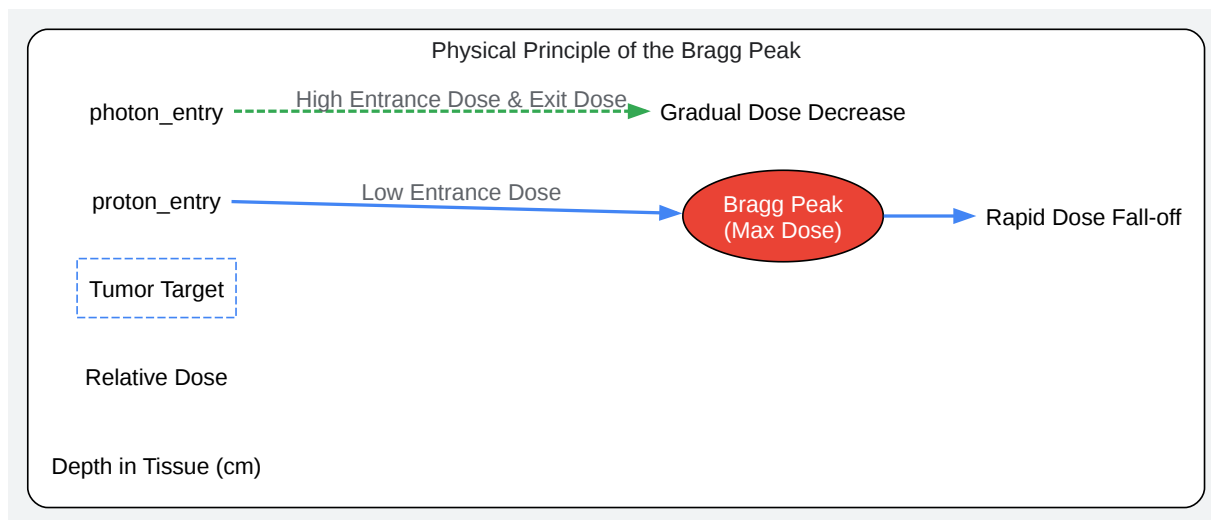 Physical Principle of the Bragg Peak
photon_entry
High Entrance Dose & Exit Dose
Gradual Dose Decrease
proton_entry
Low Entrance Dose
Bragg Peak
(Max Dose)
Rapid Dose Fall-off
Tumor Target
Relative Dose
Depth in Tissue (cm)